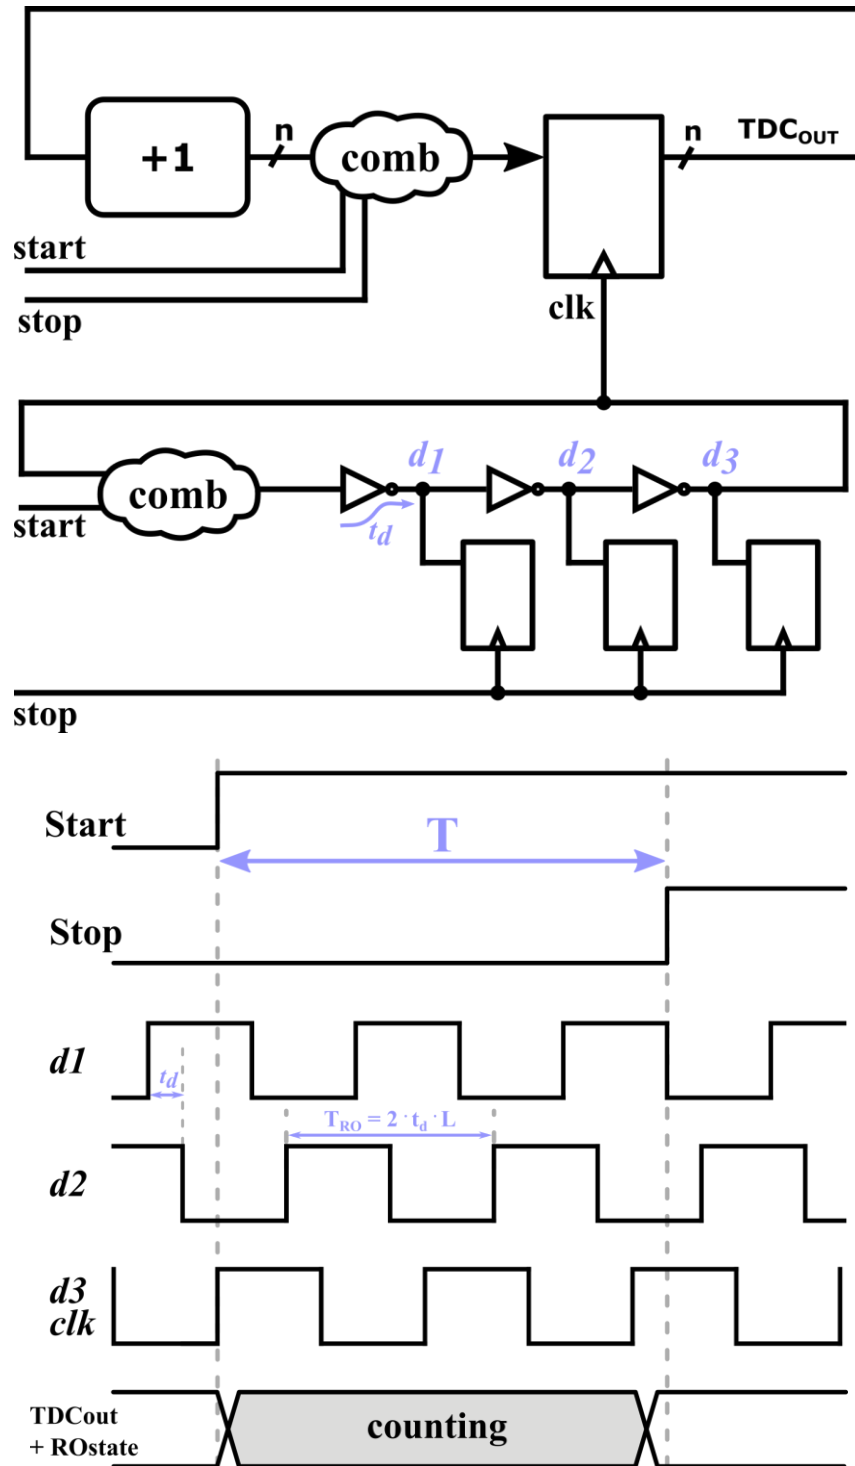 +1
n
comb
n
TDCOUT
start
stop
clk
d1
d2
d3
comb
start
td
stop
Start
T
Stop
d1
td
TRO = 2 · td · L
d2
d3
clk
TDCout
+ ROstate
counting